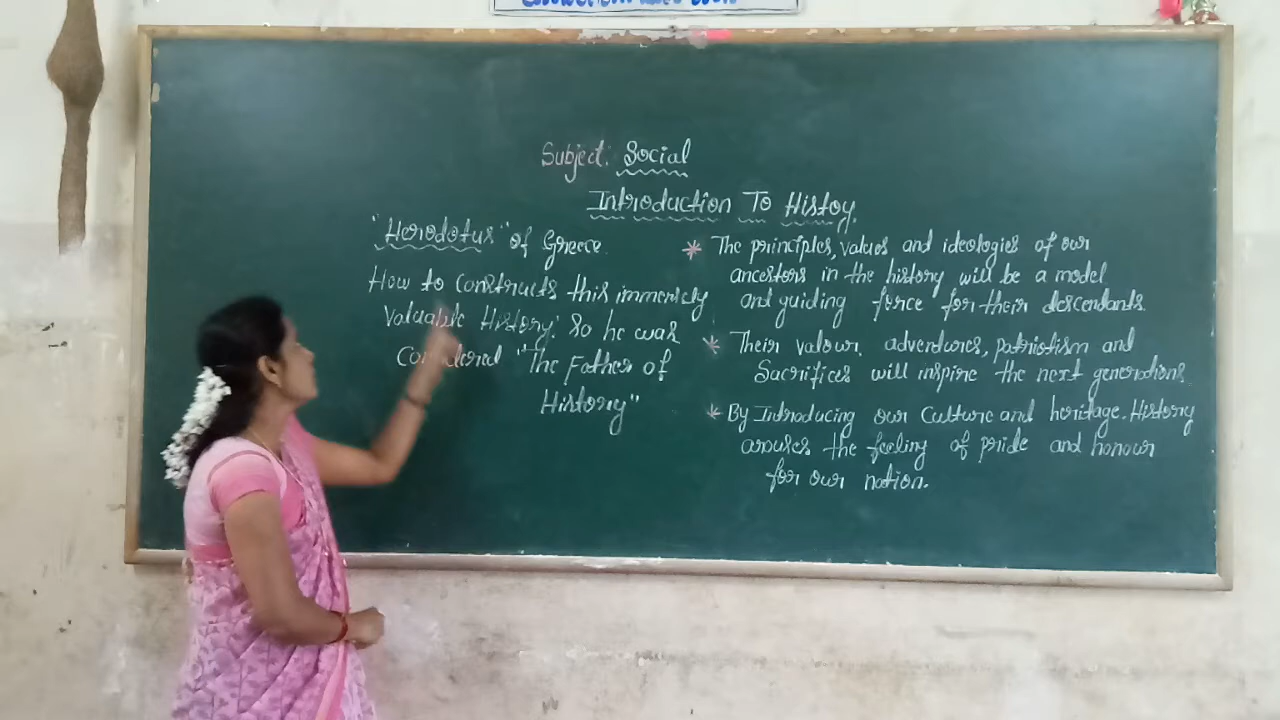 Subject: Social
Introduction To Histoy.
"Herodotus" of Greece
How to constructs this immensely
Valuable History. So he was
Considered "The Father of
History"
* The principles, values and ideologies of our
ancestors in the history will be a model
and guiding force for their descendants.
* Their valour, adventures, patriotism and
Sacrifices will inspire the next generations.
* By Introducing our Culture and heritage. History
arouses the feeling of pride and honour
for our nation.